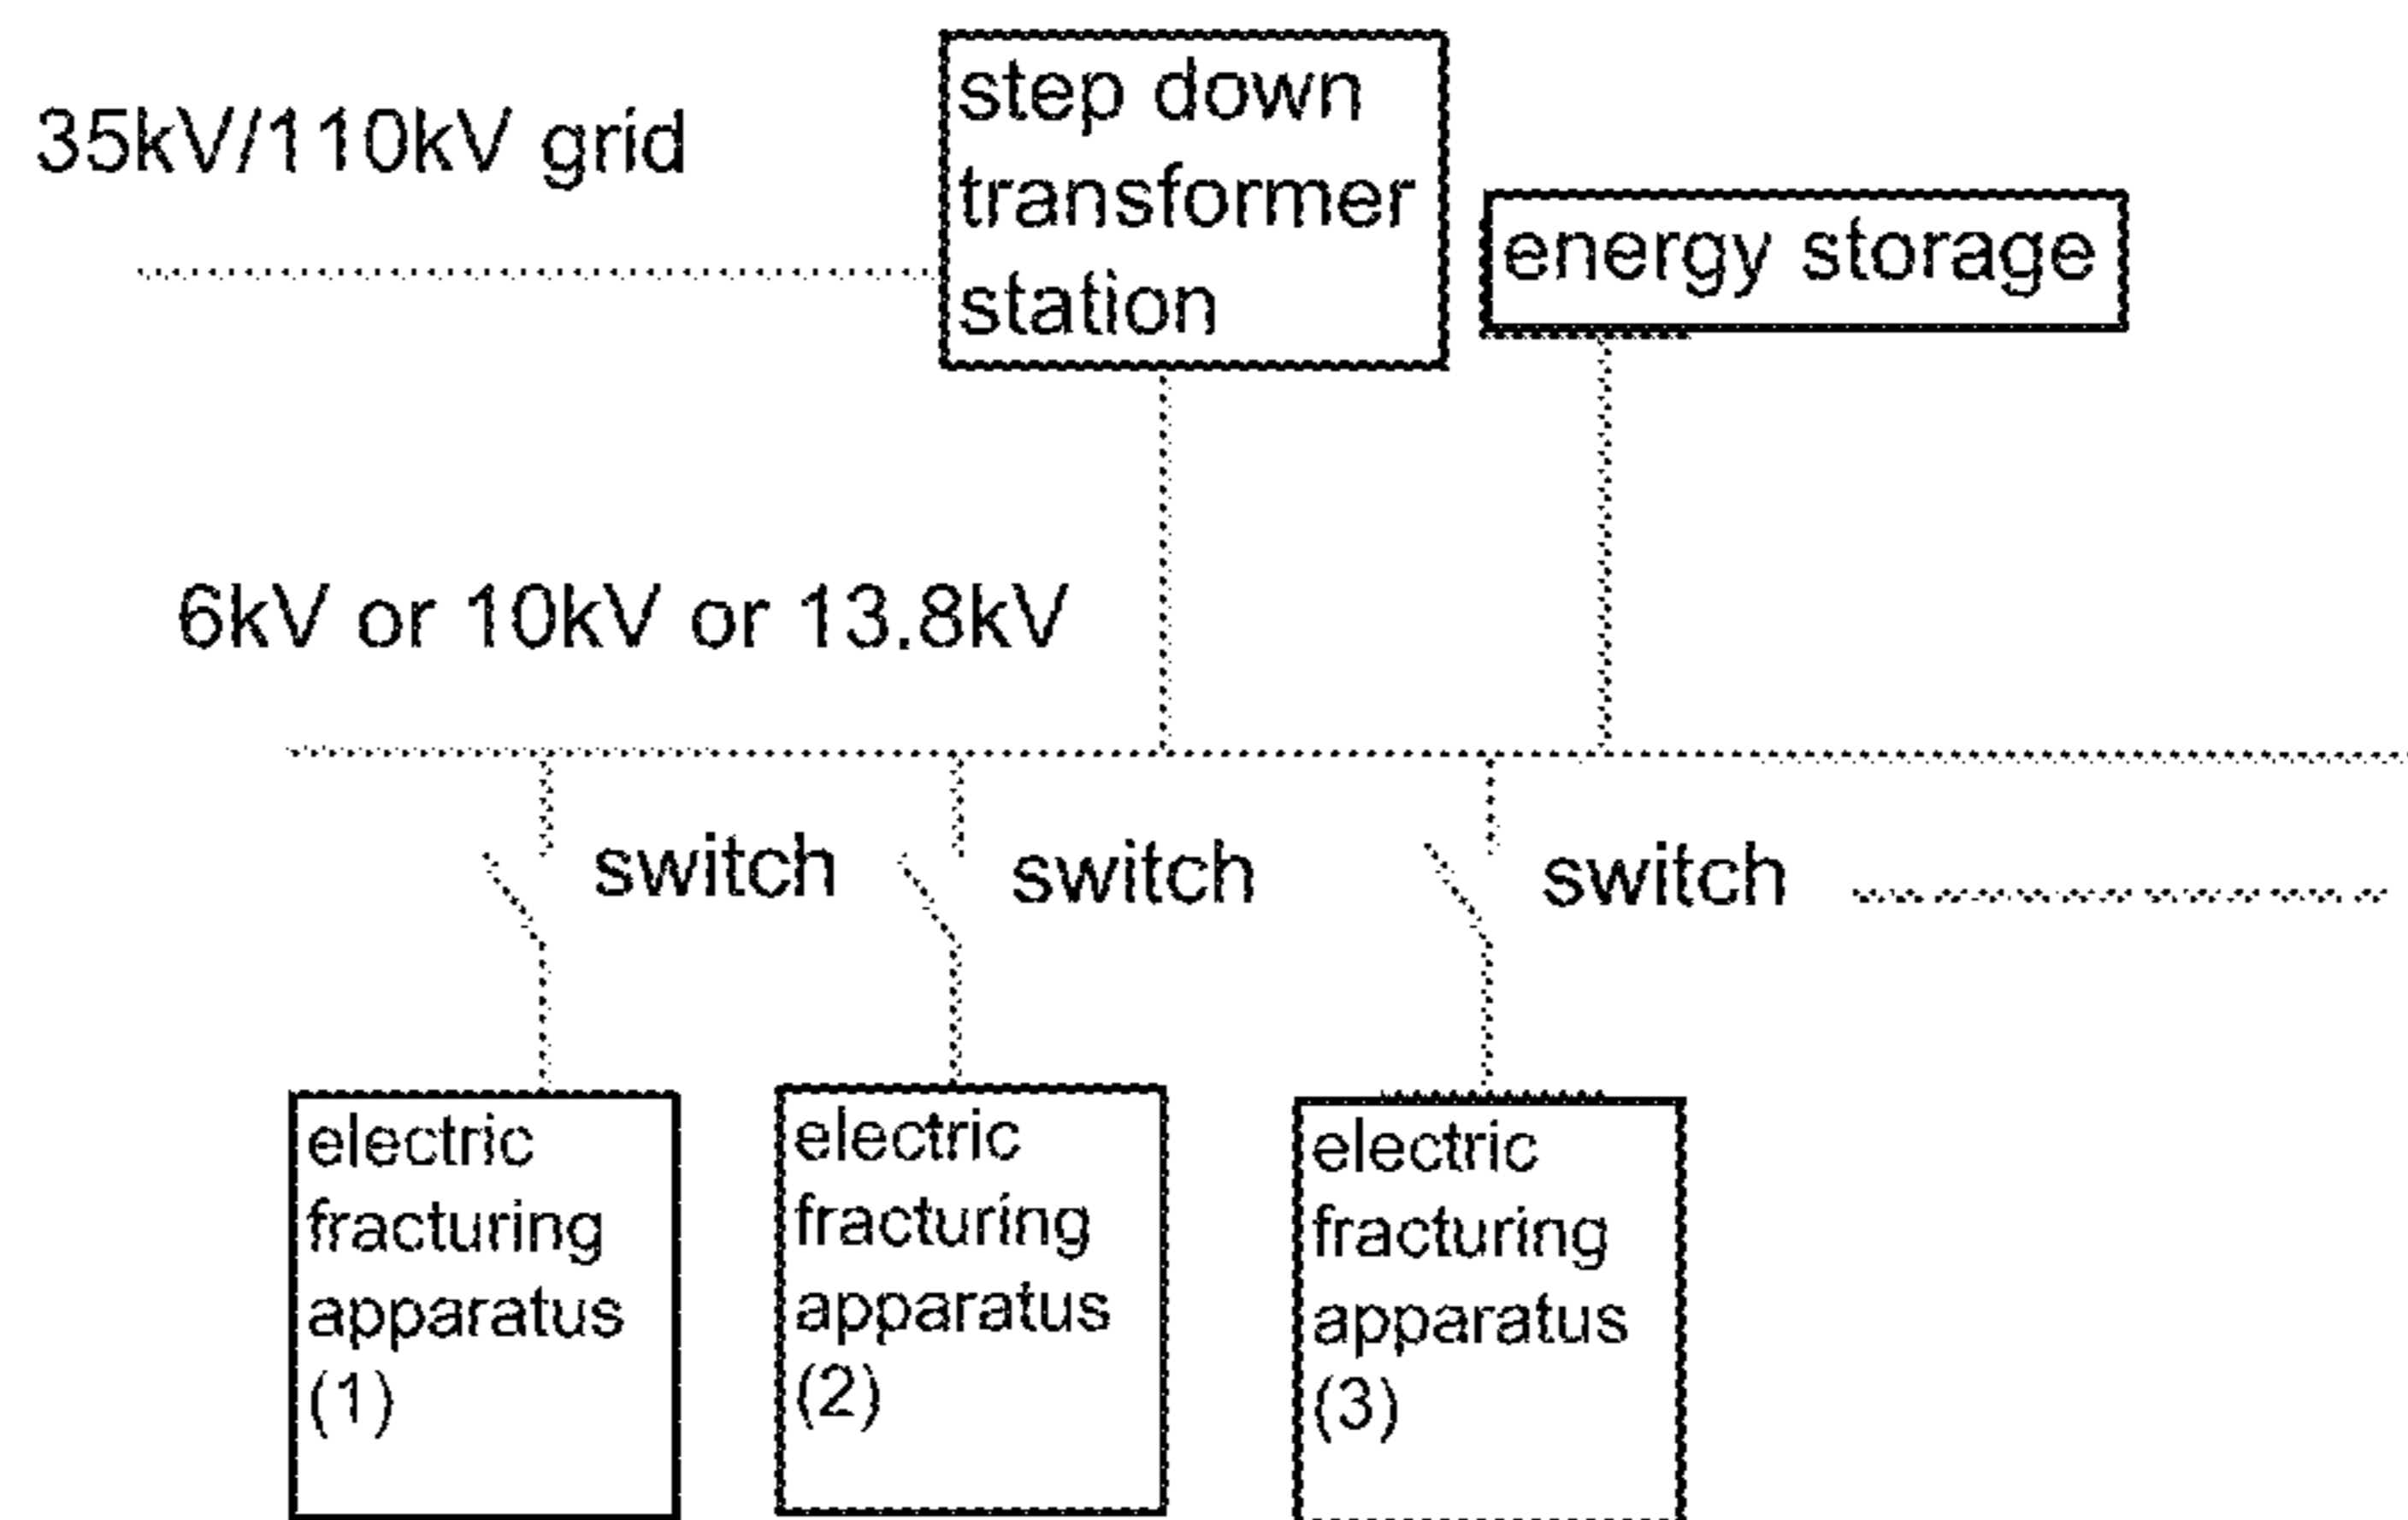 35kV/110kV grid
step down
transformer
station
energy storage
6kV or 10kV or 13.8kV
switch
switch
switch
electric
fracturing
apparatus
(1)
electric
fracturing
apparatus
(2)
electric
fracturing
apparatus
(3)